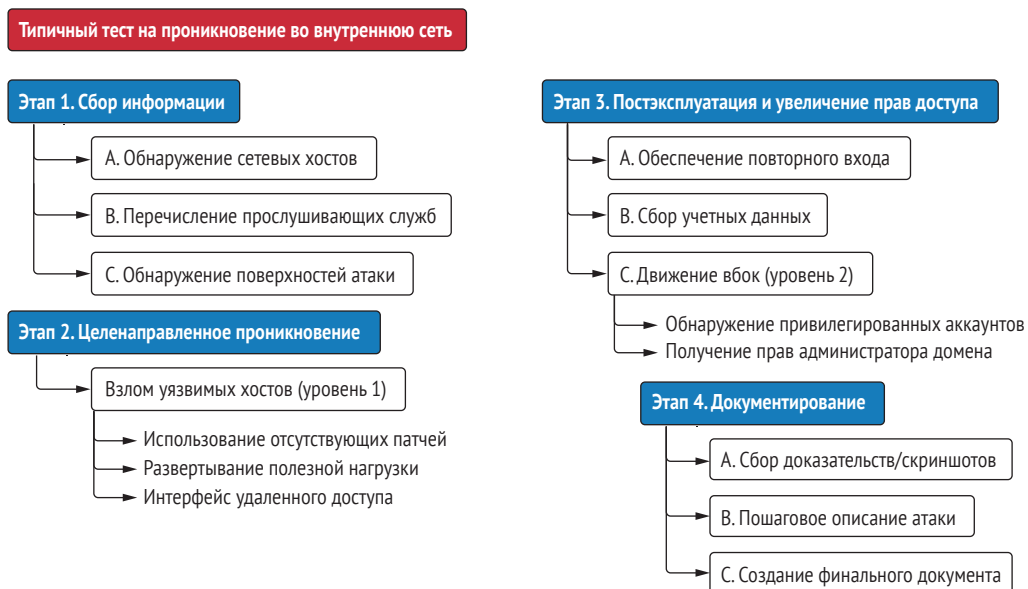 Типичный тест на проникновение во внутреннюю сеть
Этап 1. Сбор информации
A. Обнаружение сетевых хостов
B. Перечисление прослушивающих служб
C. Обнаружение поверхностей атаки
Этап 2. Целенаправленное проникновение
Взлом уязвимых хостов (уровень 1)
Использование отсутствующих патчей
Развертывание полезной нагрузки
Интерфейс удаленного доступа
Этап 3. Постэксплуатация и увеличение прав доступа
A. Обеспечение повторного входа
B. Сбор учетных данных
C. Движение вбок (уровень 2)
Обнаружение привилегированных аккаунтов
Получение прав администратора домена
Этап 4. Документирование
A. Сбор доказательств/скриншотов
B. Пошаговое описание атаки
C. Создание финального документа